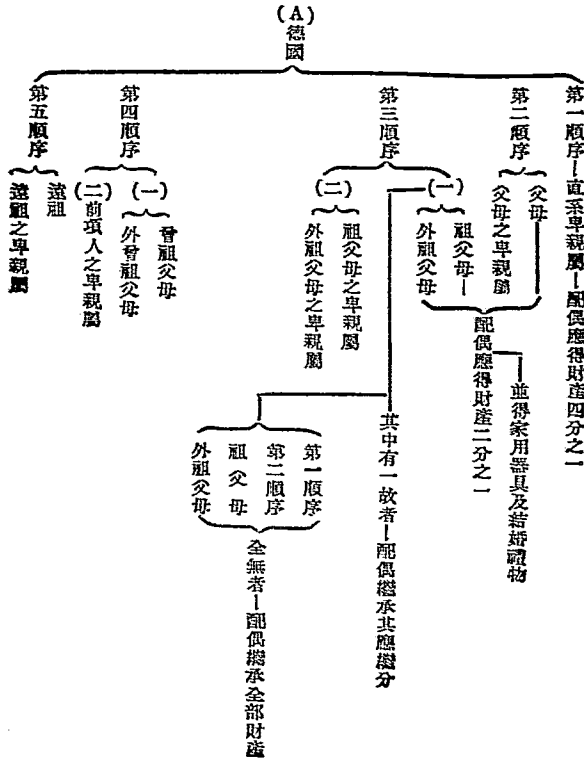 (A)德國
第一順序—直系卑親屬—配偶應得財產四分之一
第二順序
父母
父母之卑親屬
配偶應得財產二分之一
並得家用器具及結婚禮物
第三順序
(一)
祖父母
外祖父母
其中有一故者—配偶繼承其應繼分
第一順序
第二順序
祖父母
外祖父母
全無者—配偶繼承全部財產
(二)
祖父母之卑親屬
外祖父母之卑親屬
第四順序
(一)
曾祖父母
外曾祖父母
(二)前項人之卑親屬
第五順序
遠祖
遠祖之卑親屬